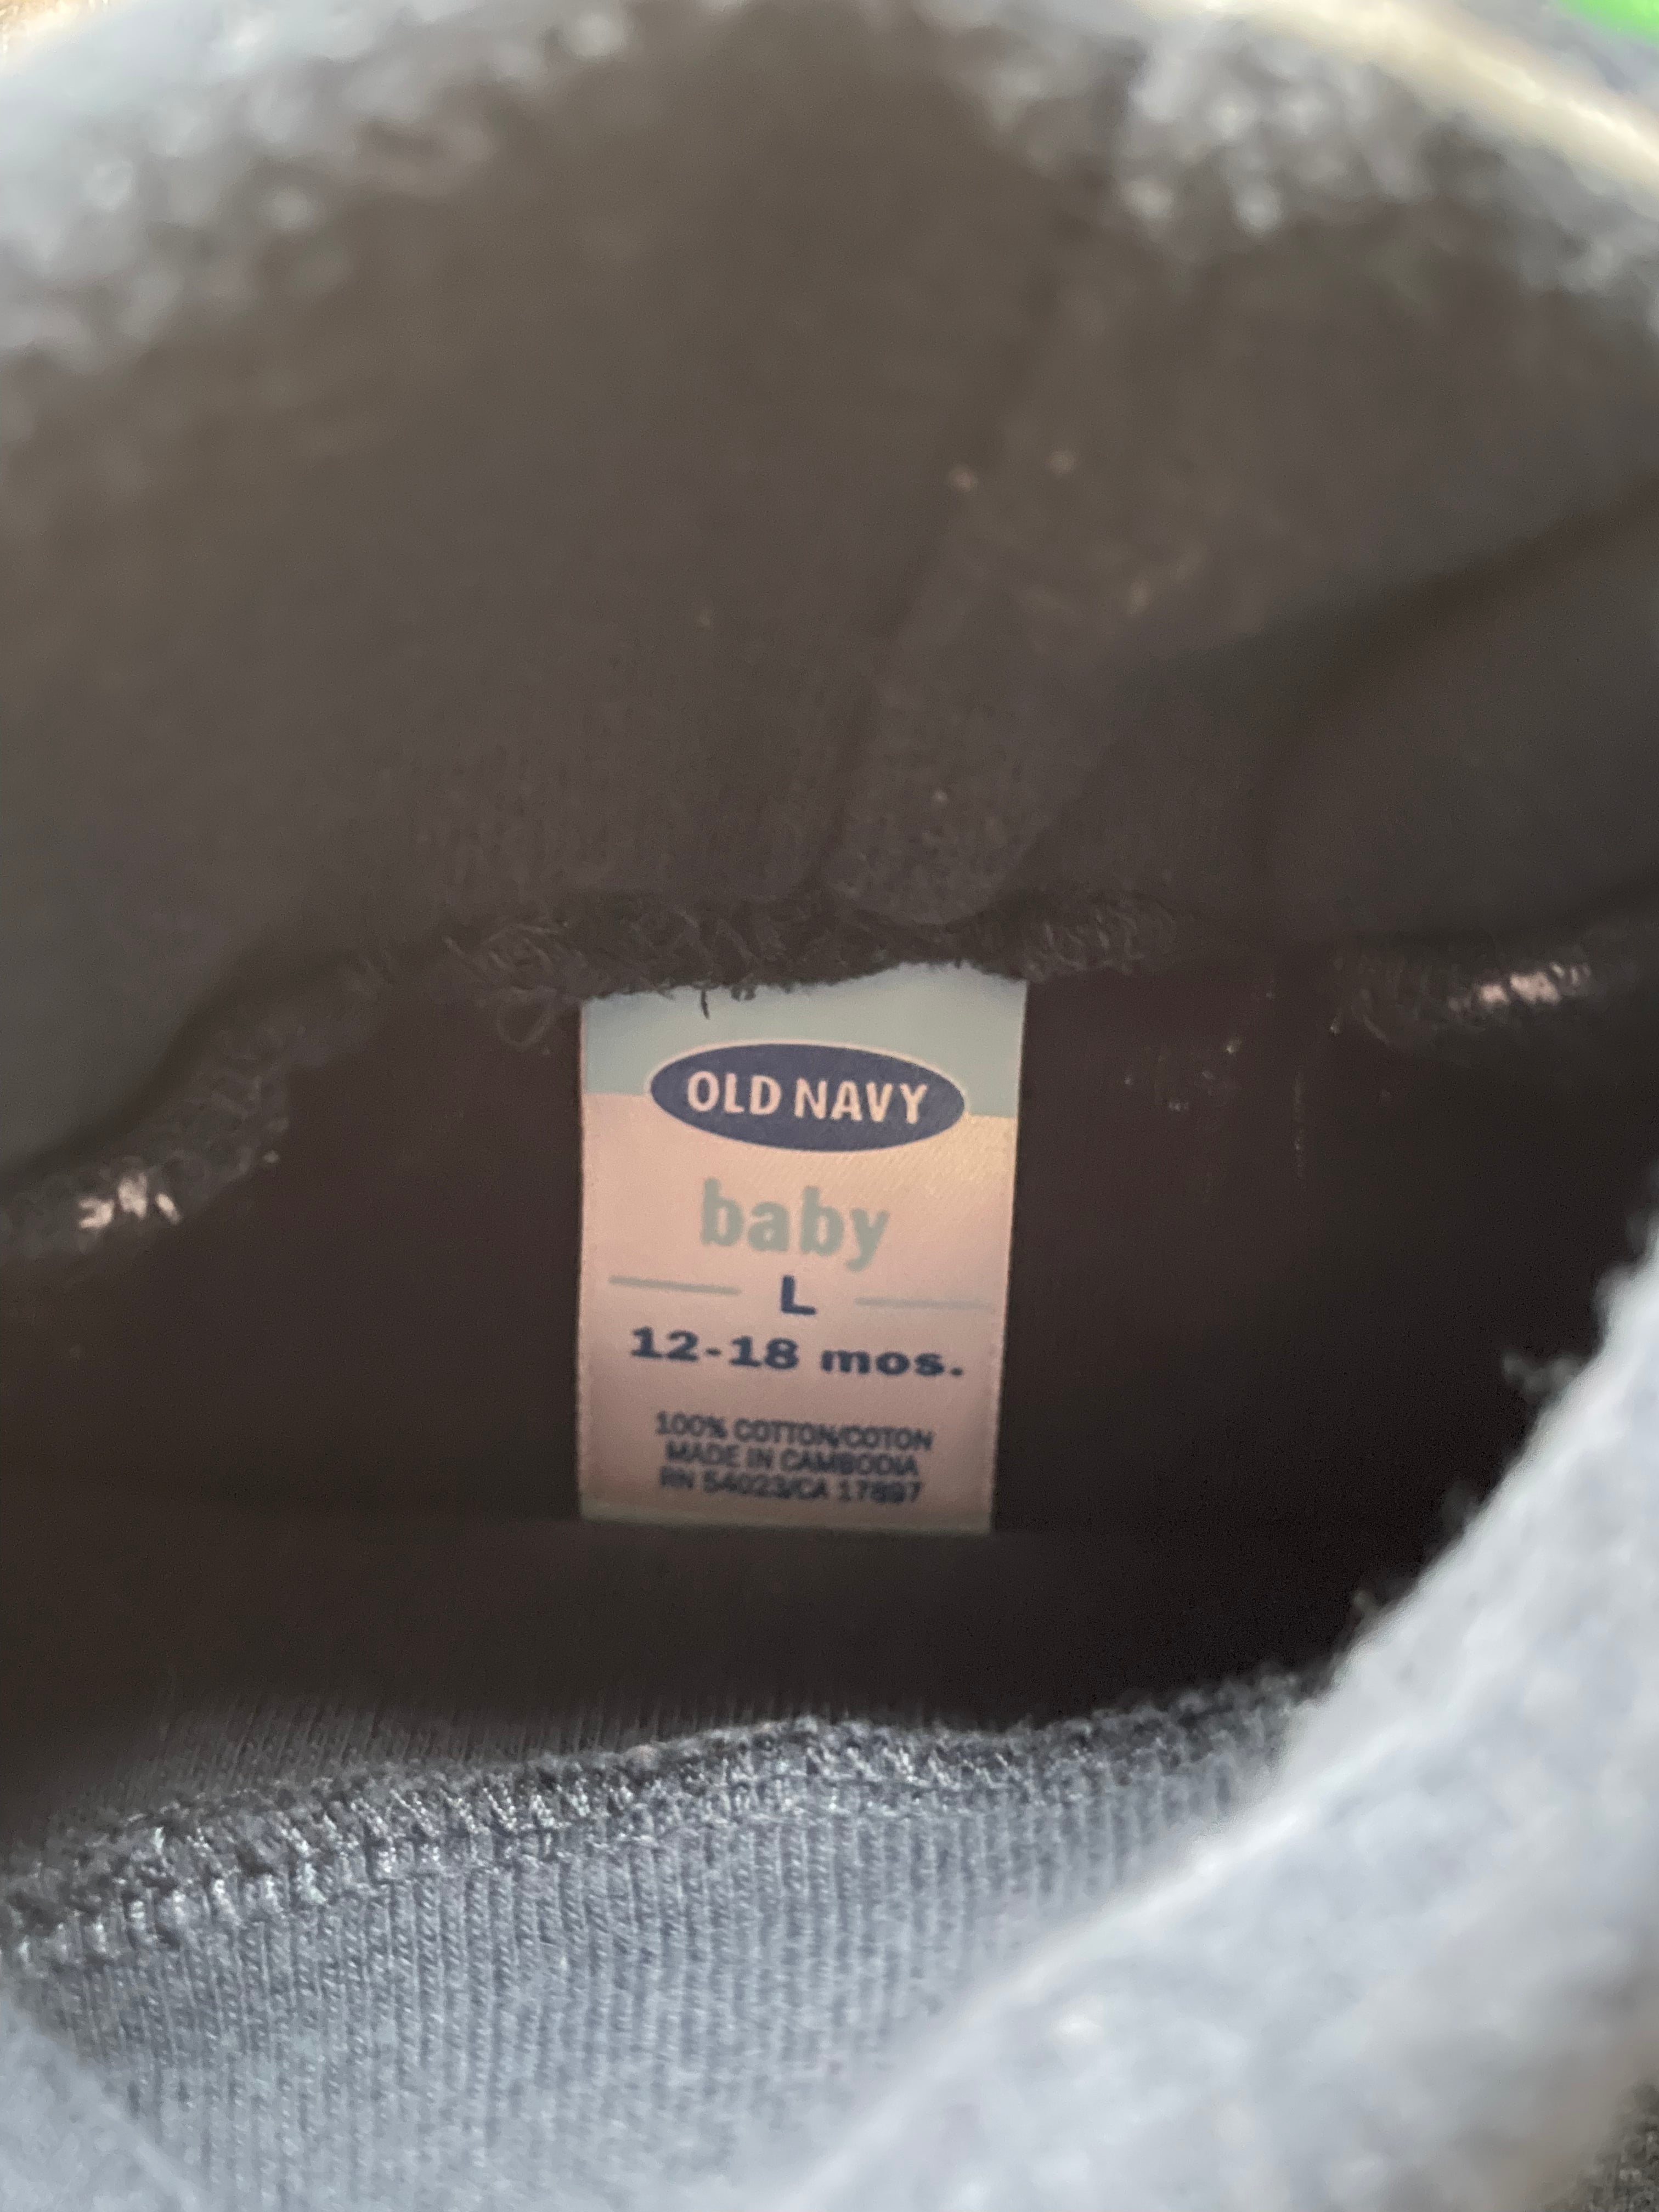 OLD NAVY
baby
L
12-18 mos.
100% COTTON/COTON
MADE IN CAMBODIA
RN 54023/CA 17897